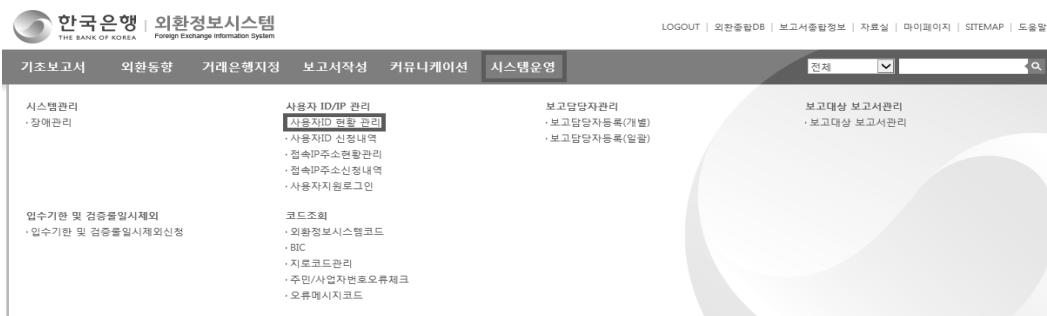 한국은행 | 외환정보시스템
THE BANK OF KOREA Foreign Exchange Information System
LOGOUT | 외환종합DB | 보고서종합정보 | 자료실 | 마이페이지 | SITEMAP | 도움말
기초보고서 외환동향 거래은행지정 보고서작성 커뮤니케이션 시스템운영 전체
시스템관리
·장애관리
사용자 ID/IP 관리
·사용자ID 현황 관리
·사용자ID 신청내역
·접속IP주소현황관리
·접속IP주소신청내역
·사용자지원로그인
보고담당자관리
·보고담당자등록(개별)
·보고담당자등록(일괄)
보고대상 보고서관리
·보고대상 보고서관리
입수기한 및 검증룰일시제외
·입수기한 및 검증룰일시제외신청
코드조회
·외환정보시스템코드
·BIC
·지로코드관리
·주민/사업자번호오류체크
·오류메시지코드